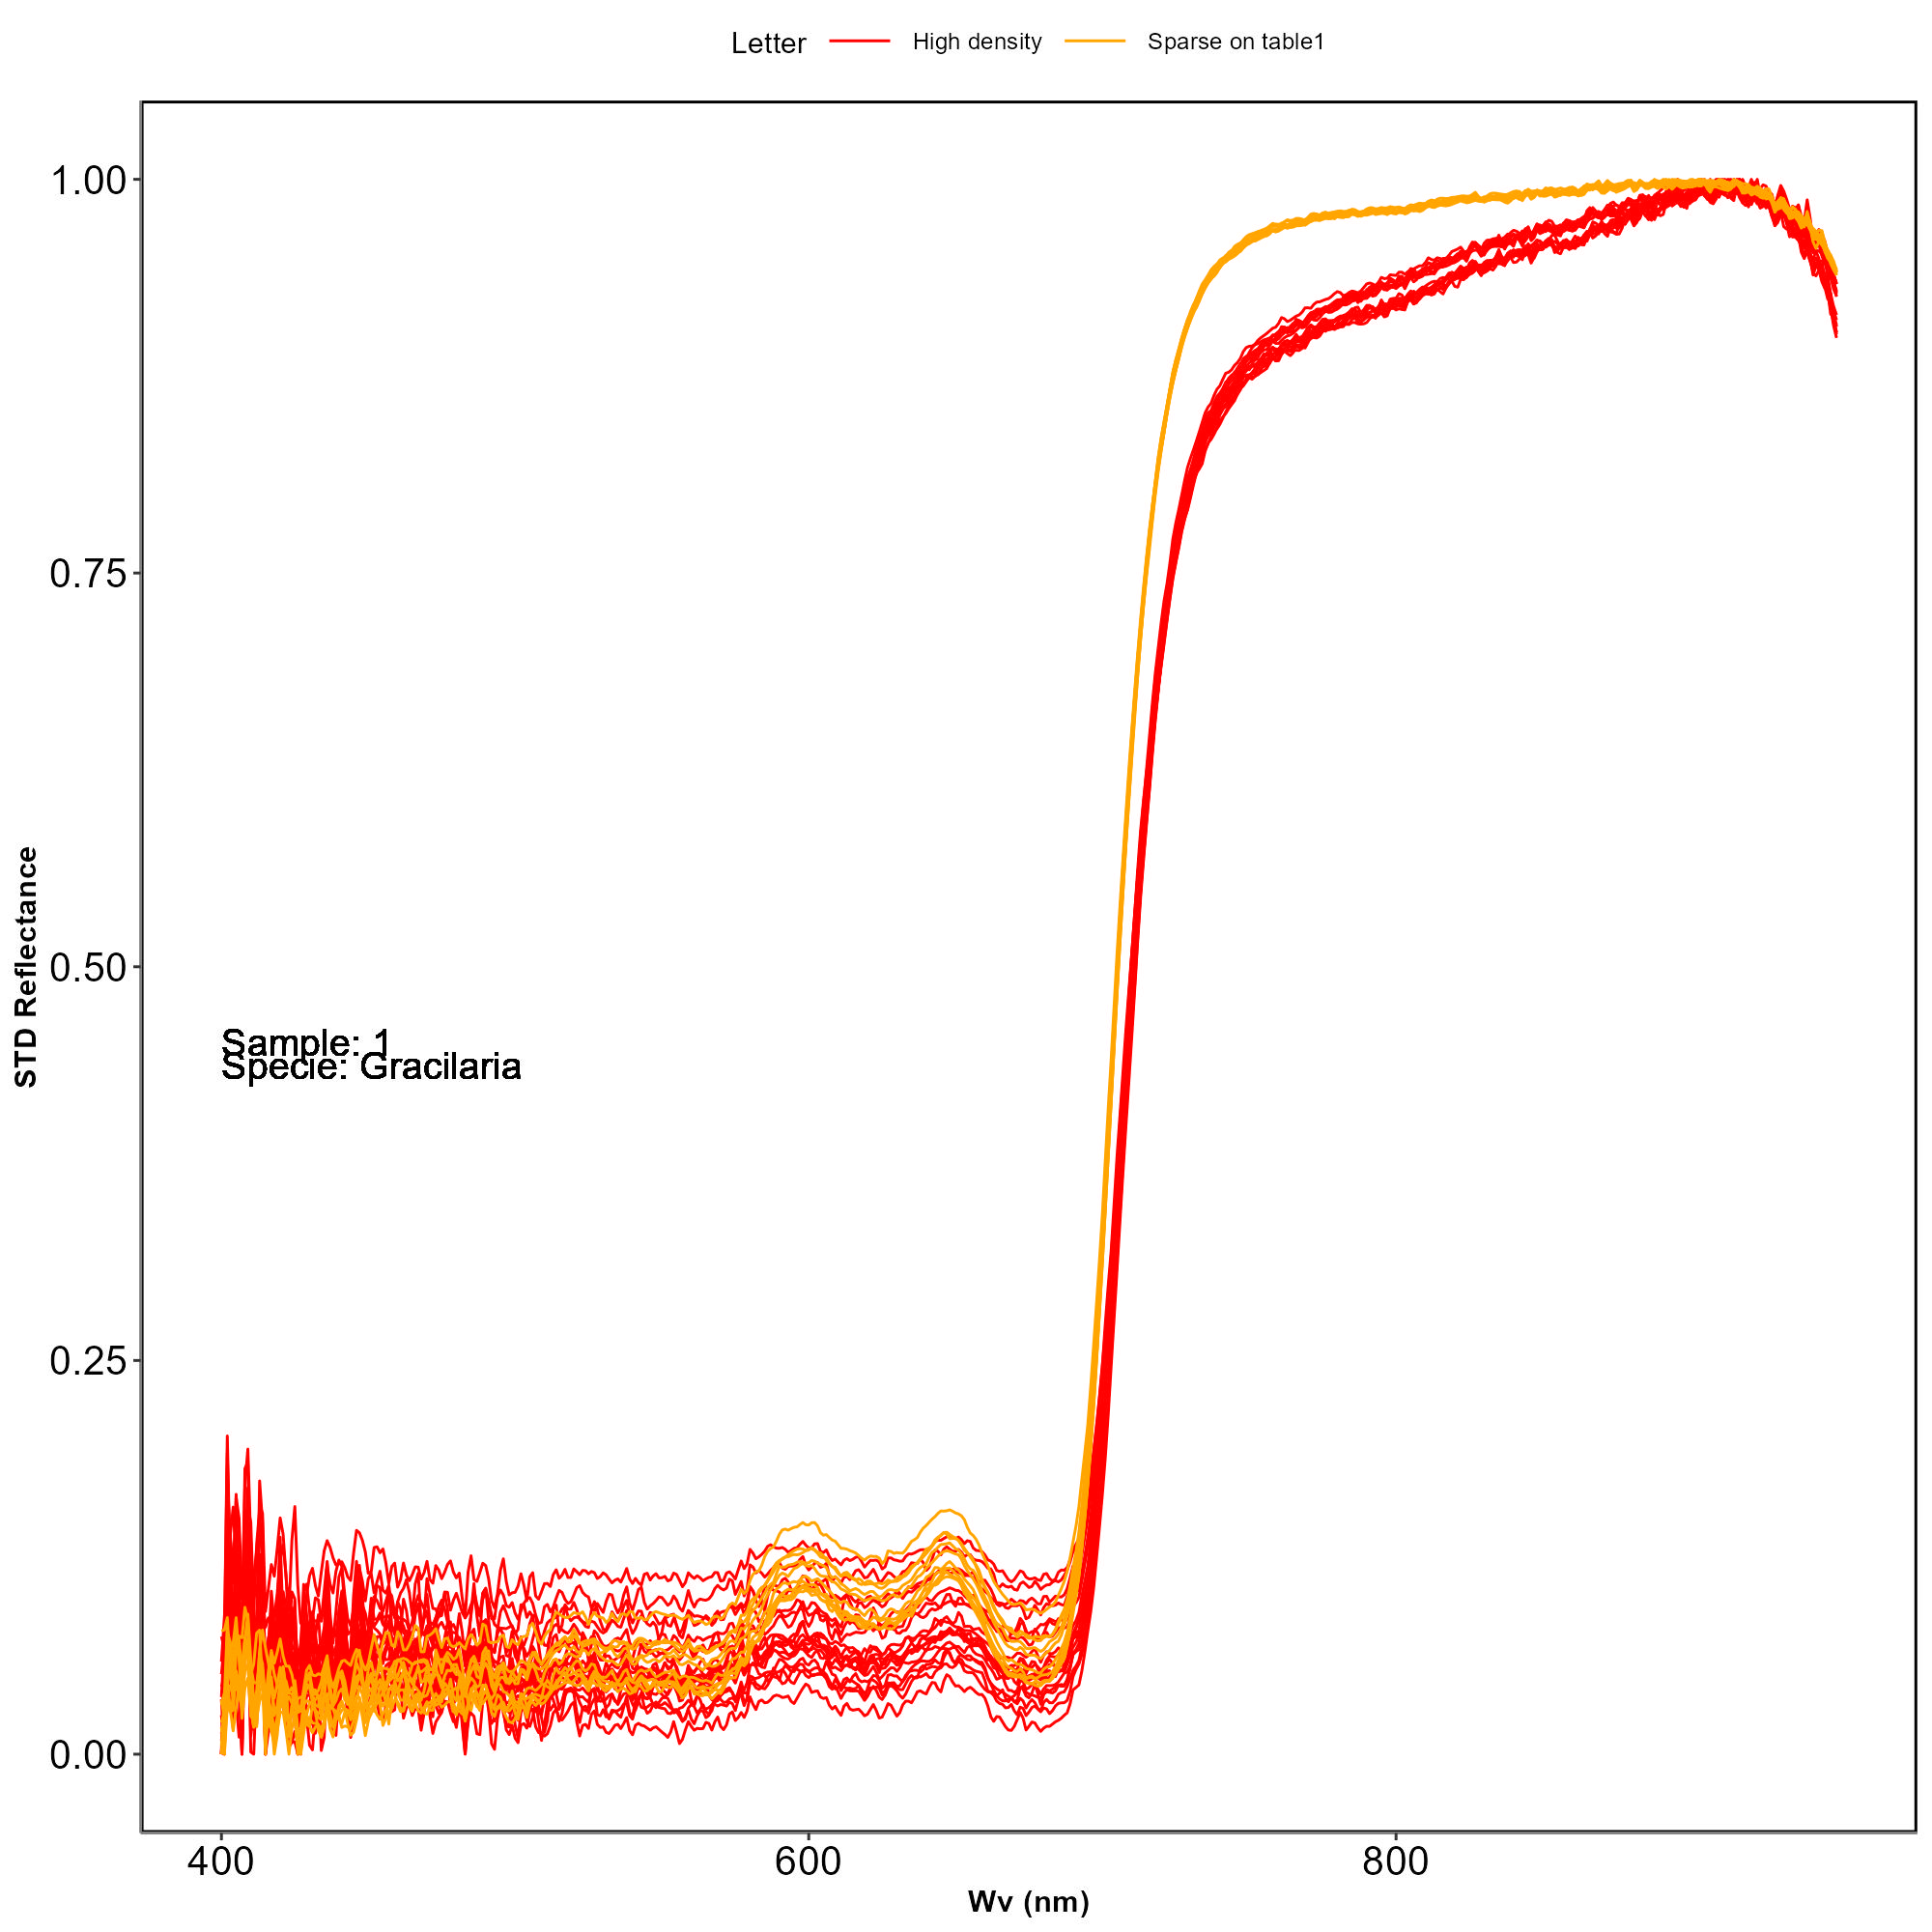 Letter High density Sparse on table1
1.00
0.75
0.50
0.25
0.00
STD Reflectance
Sample: 1
Specie: Gracilaria
400 600 800
Wv (nm)